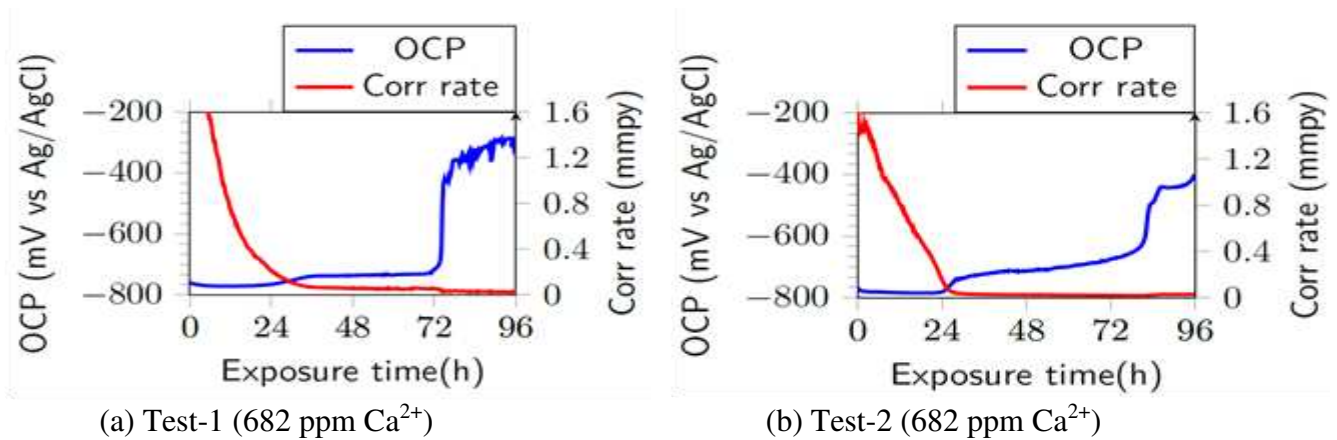 OCP
Corr rate
OCP (mV vs Ag/AgCl)
−200
−400
−600
−800
1.6
1.2
0.8
0.4
0
Corr rate (mmpy)
0 24 48 72 96
Exposure time(h)
(a) Test-1 (682 ppm Ca²⁺)
OCP
Corr rate
OCP (mV vs Ag/AgCl)
−200
−400
−600
−800
1.6
1.2
0.8
0.4
0
Corr rate (mmpy)
0 24 48 72 96
Exposure time(h)
(b) Test-2 (682 ppm Ca²⁺)